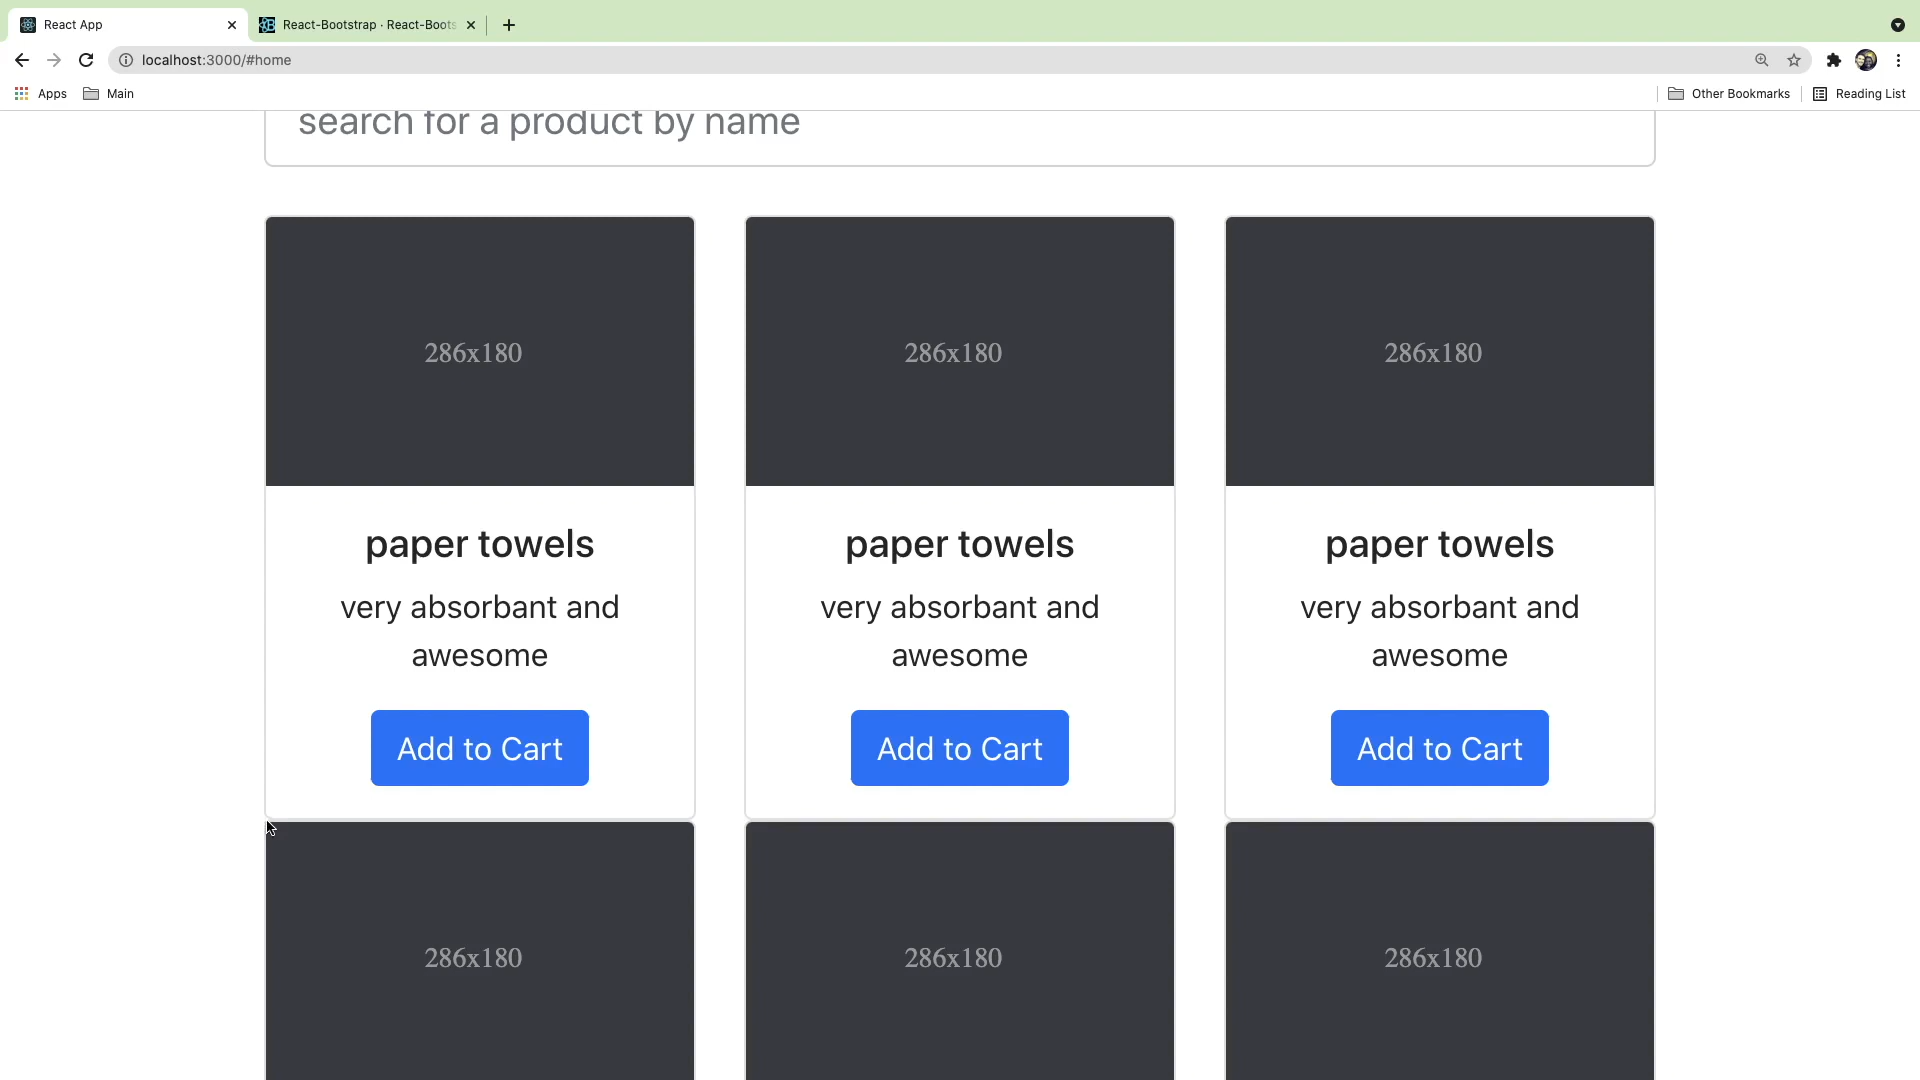 React App
React-Bootstrap · React-Boots
localhost:3000/#home
Apps
Main
Other Bookmarks
Reading List
search for a product by name
286x180
286x180
286x180
paper towels
paper towels
paper towels
very absorbant and
awesome
very absorbant and
awesome
very absorbant and
awesome
Add to Cart
Add to Cart
Add to Cart
286x180
286x180
286x180